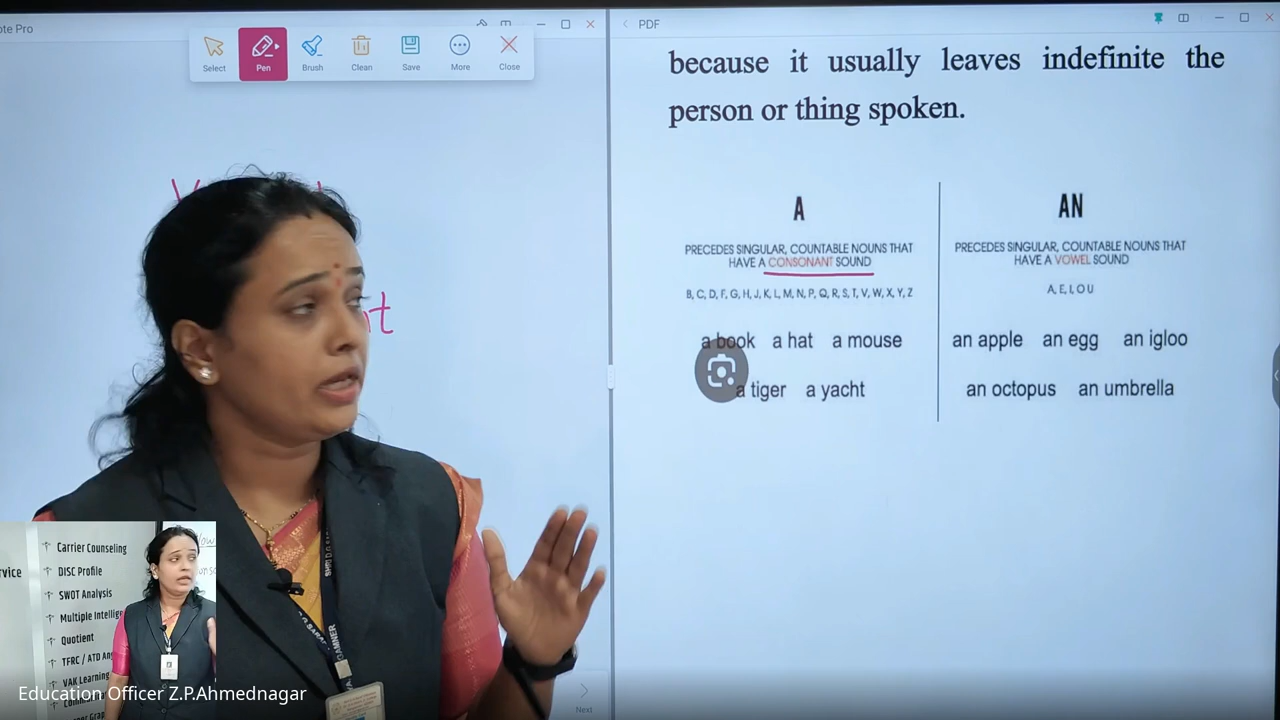 ote Pro
Select
Pen
Brush
Clean
Save
More
Close
PDF
because it usually leaves indefinite the
person or thing spoken.
A
PRECEDES SINGULAR, COUNTABLE NOUNS THAT
HAVE A CONSONANT SOUND
B, C, D, F, G, H, J, K, L, M, N, P, Q, R, S, T, V, W, X, Y, Z
a book a hat a mouse
a tiger a yacht
AN
PRECEDES SINGULAR, COUNTABLE NOUNS THAT
HAVE A VOWEL SOUND
A, E, I, O U
an apple an egg an igloo
an octopus an umbrella
nt
Next
rvice
Carrier Counseling
DISC Profile
SWOT Analysis
Multiple Intellige
Quotient
TFRC / ATD An
VAK Learning
Education Officer Z.P.Ahmednagar